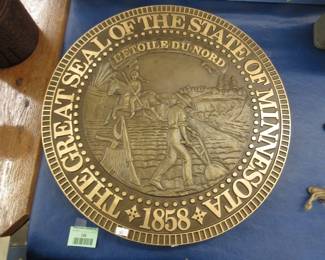 THE GREAT SEAL OF THE STATE OF MINNESOTA
L'ETOILE DU NORD
1858